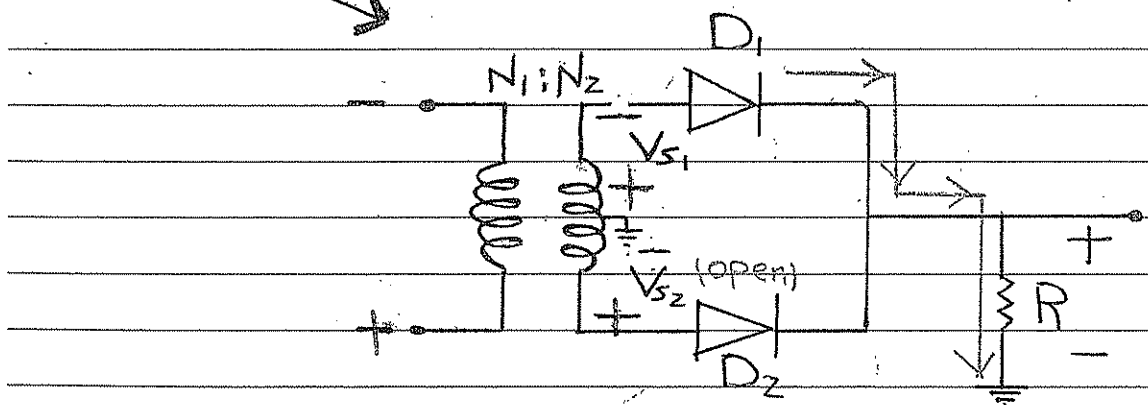 D1
N1:N2
−
−
Vs1
+
−
(open)
Vs2
+
+
+
R
−
D2